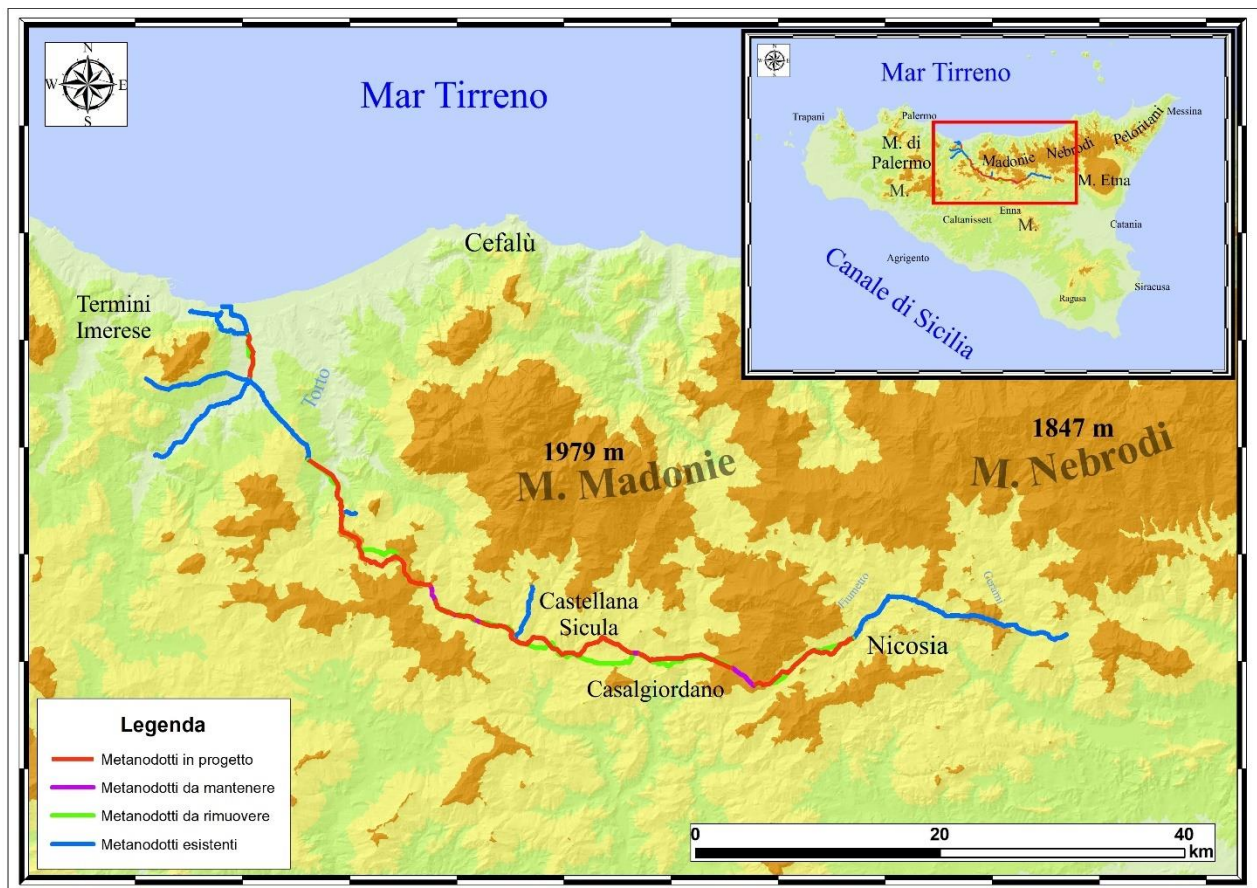 N
W E
S
Mar Tirreno
Cefalù
Termini
Imerese
Torto
1979 m
M. Madonie
1847 m
M. Nebrodi
Castellana
Sicula
Casalgiordano
Fiumetto
Nicosia
Legenda
Metanodotti in progetto
Metanodotti da mantenere
Metanodotti da rimuovere
Metanodotti esistenti
0 20 40
km
N
W E
S
Mar Tirreno
Trapani
Palermo
Messina
M. di
Palermo
Madonie
Nebrodi
Peloritani
M. Etna
M.
Enna
Caltanissett
M.
Catania
Agrigento
Siracusa
Ragusa
Canale di Sicilia